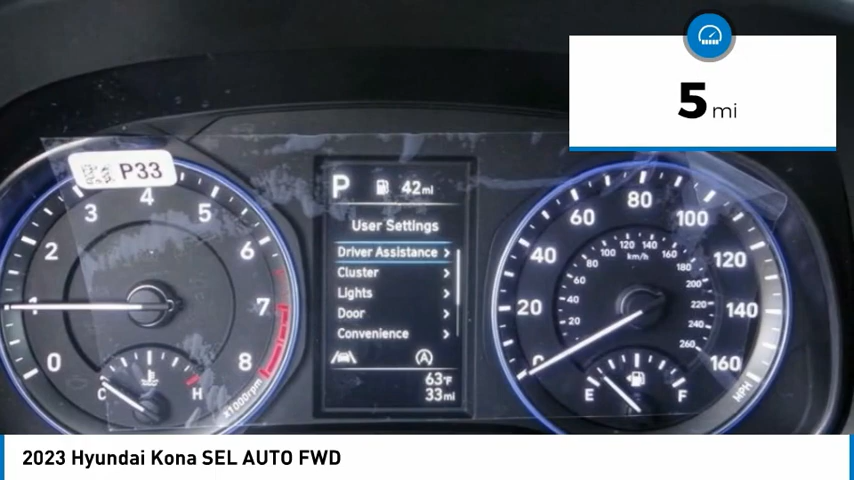 5 mi
P33
0 1 2 3 4 5 6 7 8
x1000rpm
C H
P 42mi
User Settings
Driver Assistance >
Cluster >
Lights >
Door >
Convenience >
63°F
33mi
0 20 40 60 80 100 120 140 160
MPH
20 40 60 80 100 120 140 160 180 200 220 240 260
km/h
E F
2023 Hyundai Kona SEL AUTO FWD